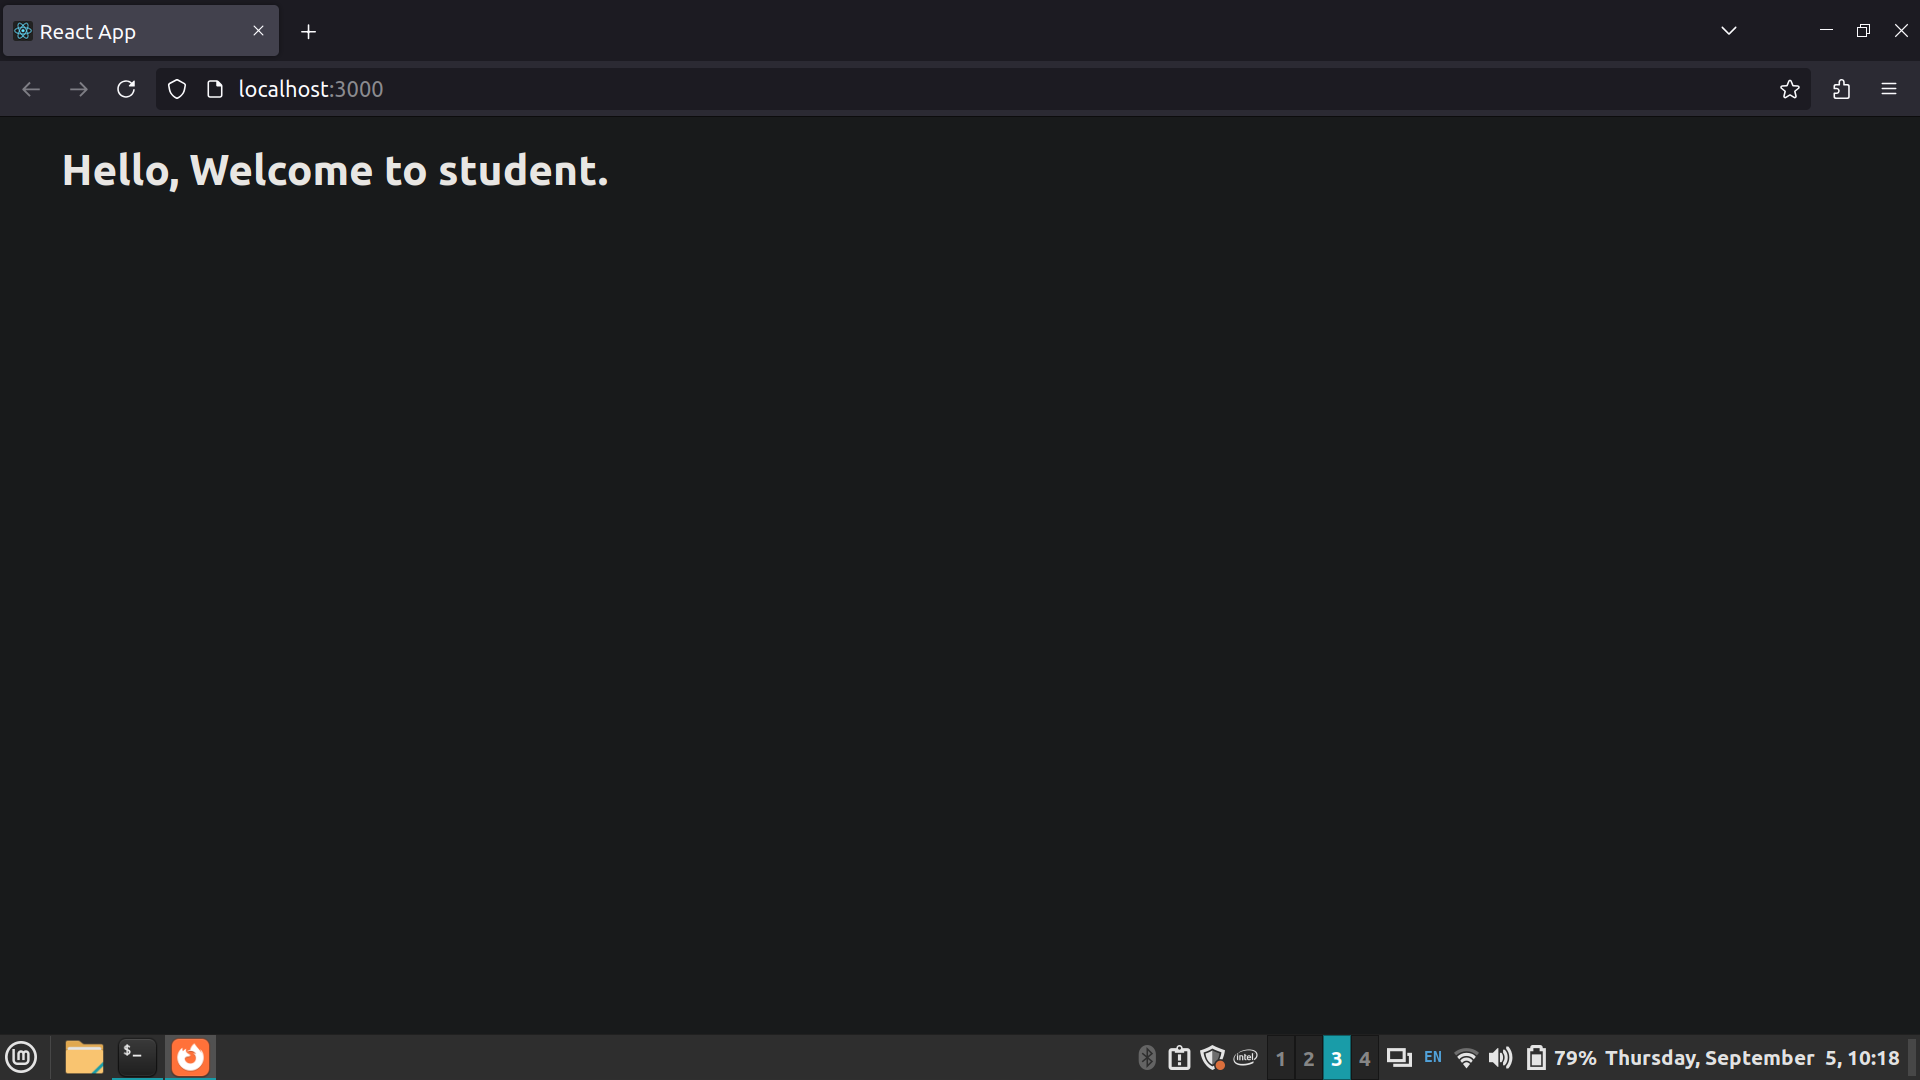 React App
localhost:3000
Hello, Welcome to student.
$_
intel
1 2 3 4
EN
79% Thursday, September 5, 10:18